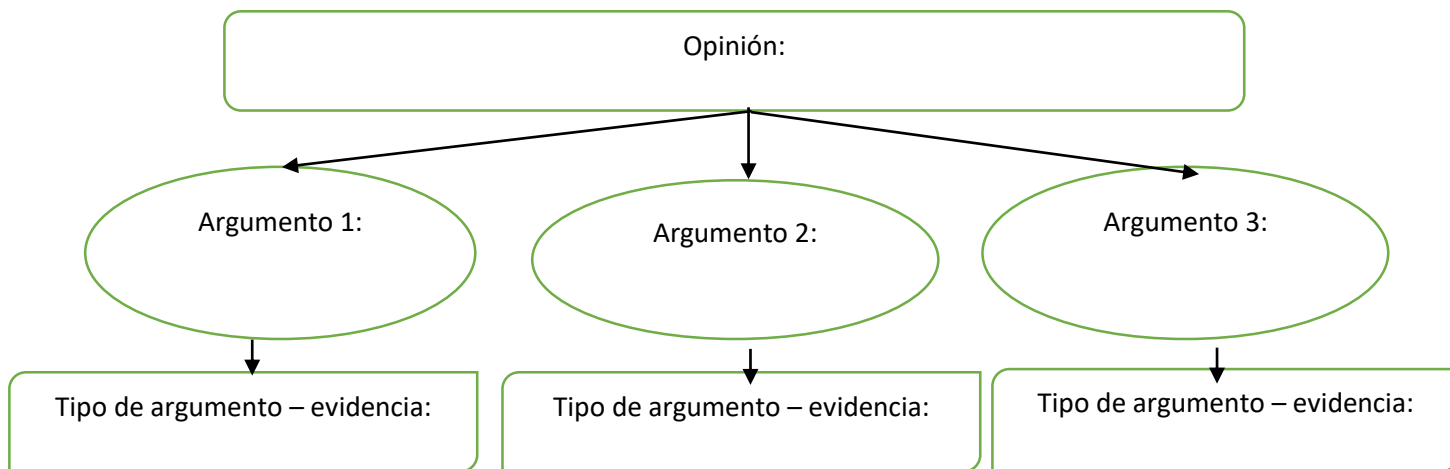 Opinión:
Argumento 1:
Argumento 2:
Argumento 3:
Tipo de argumento – evidencia:
Tipo de argumento – evidencia:
Tipo de argumento – evidencia: